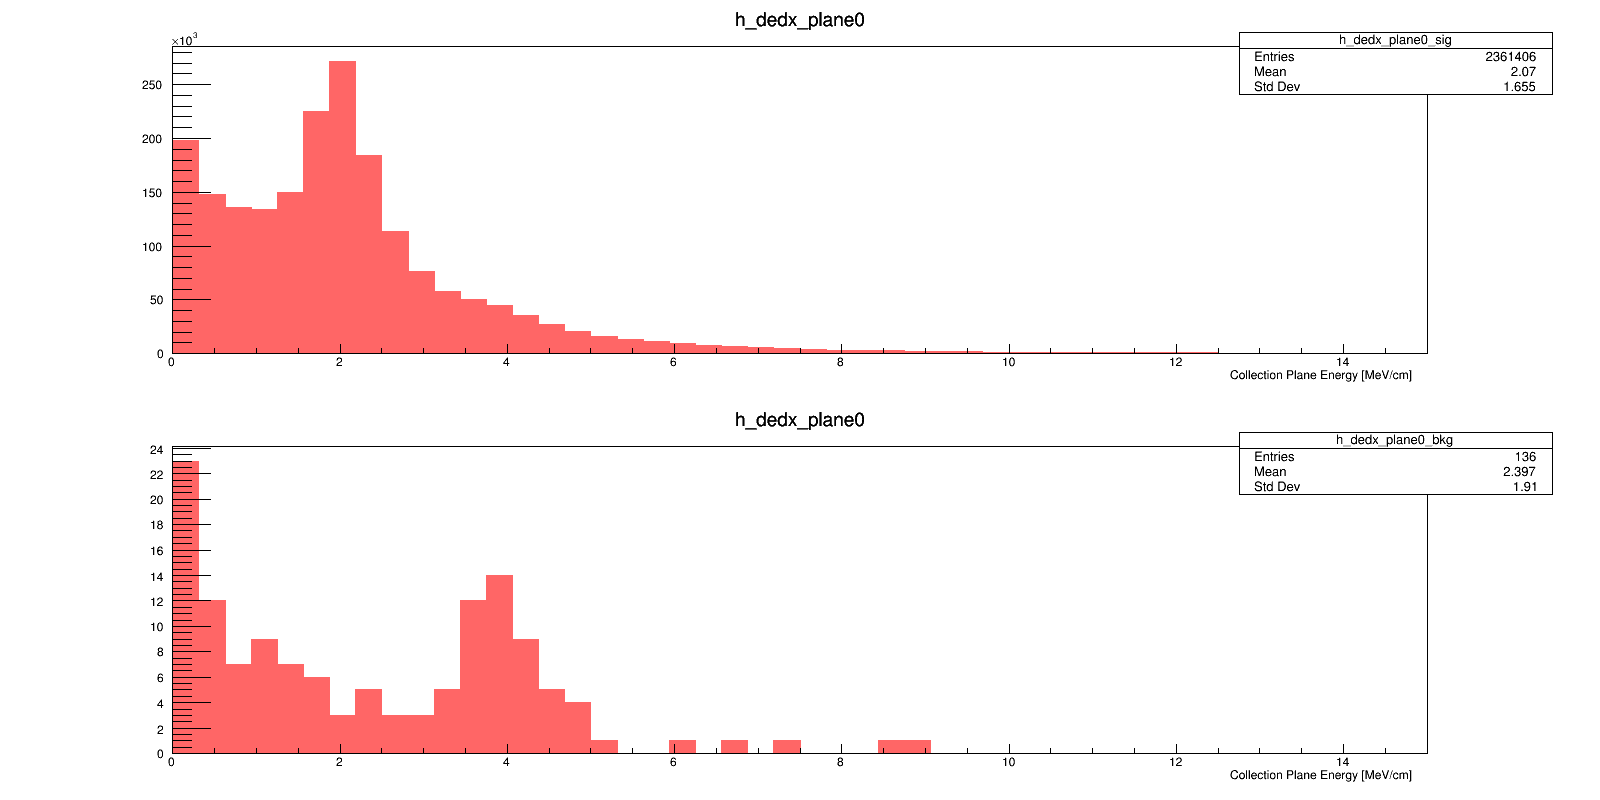 h_dedx_plane0
×10³
h_dedx_plane0_sig
Entries 2361406
Mean 2.07
Std Dev 1.655
250
200
150
100
50
0
0 2 4 6 8 10 12 14
Collection Plane Energy [MeV/cm]
h_dedx_plane0
h_dedx_plane0_bkg
Entries 136
Mean 2.397
Std Dev 1.91
24
22
20
18
16
14
12
10
8
6
4
2
0
0 2 4 6 8 10 12 14
Collection Plane Energy [MeV/cm]